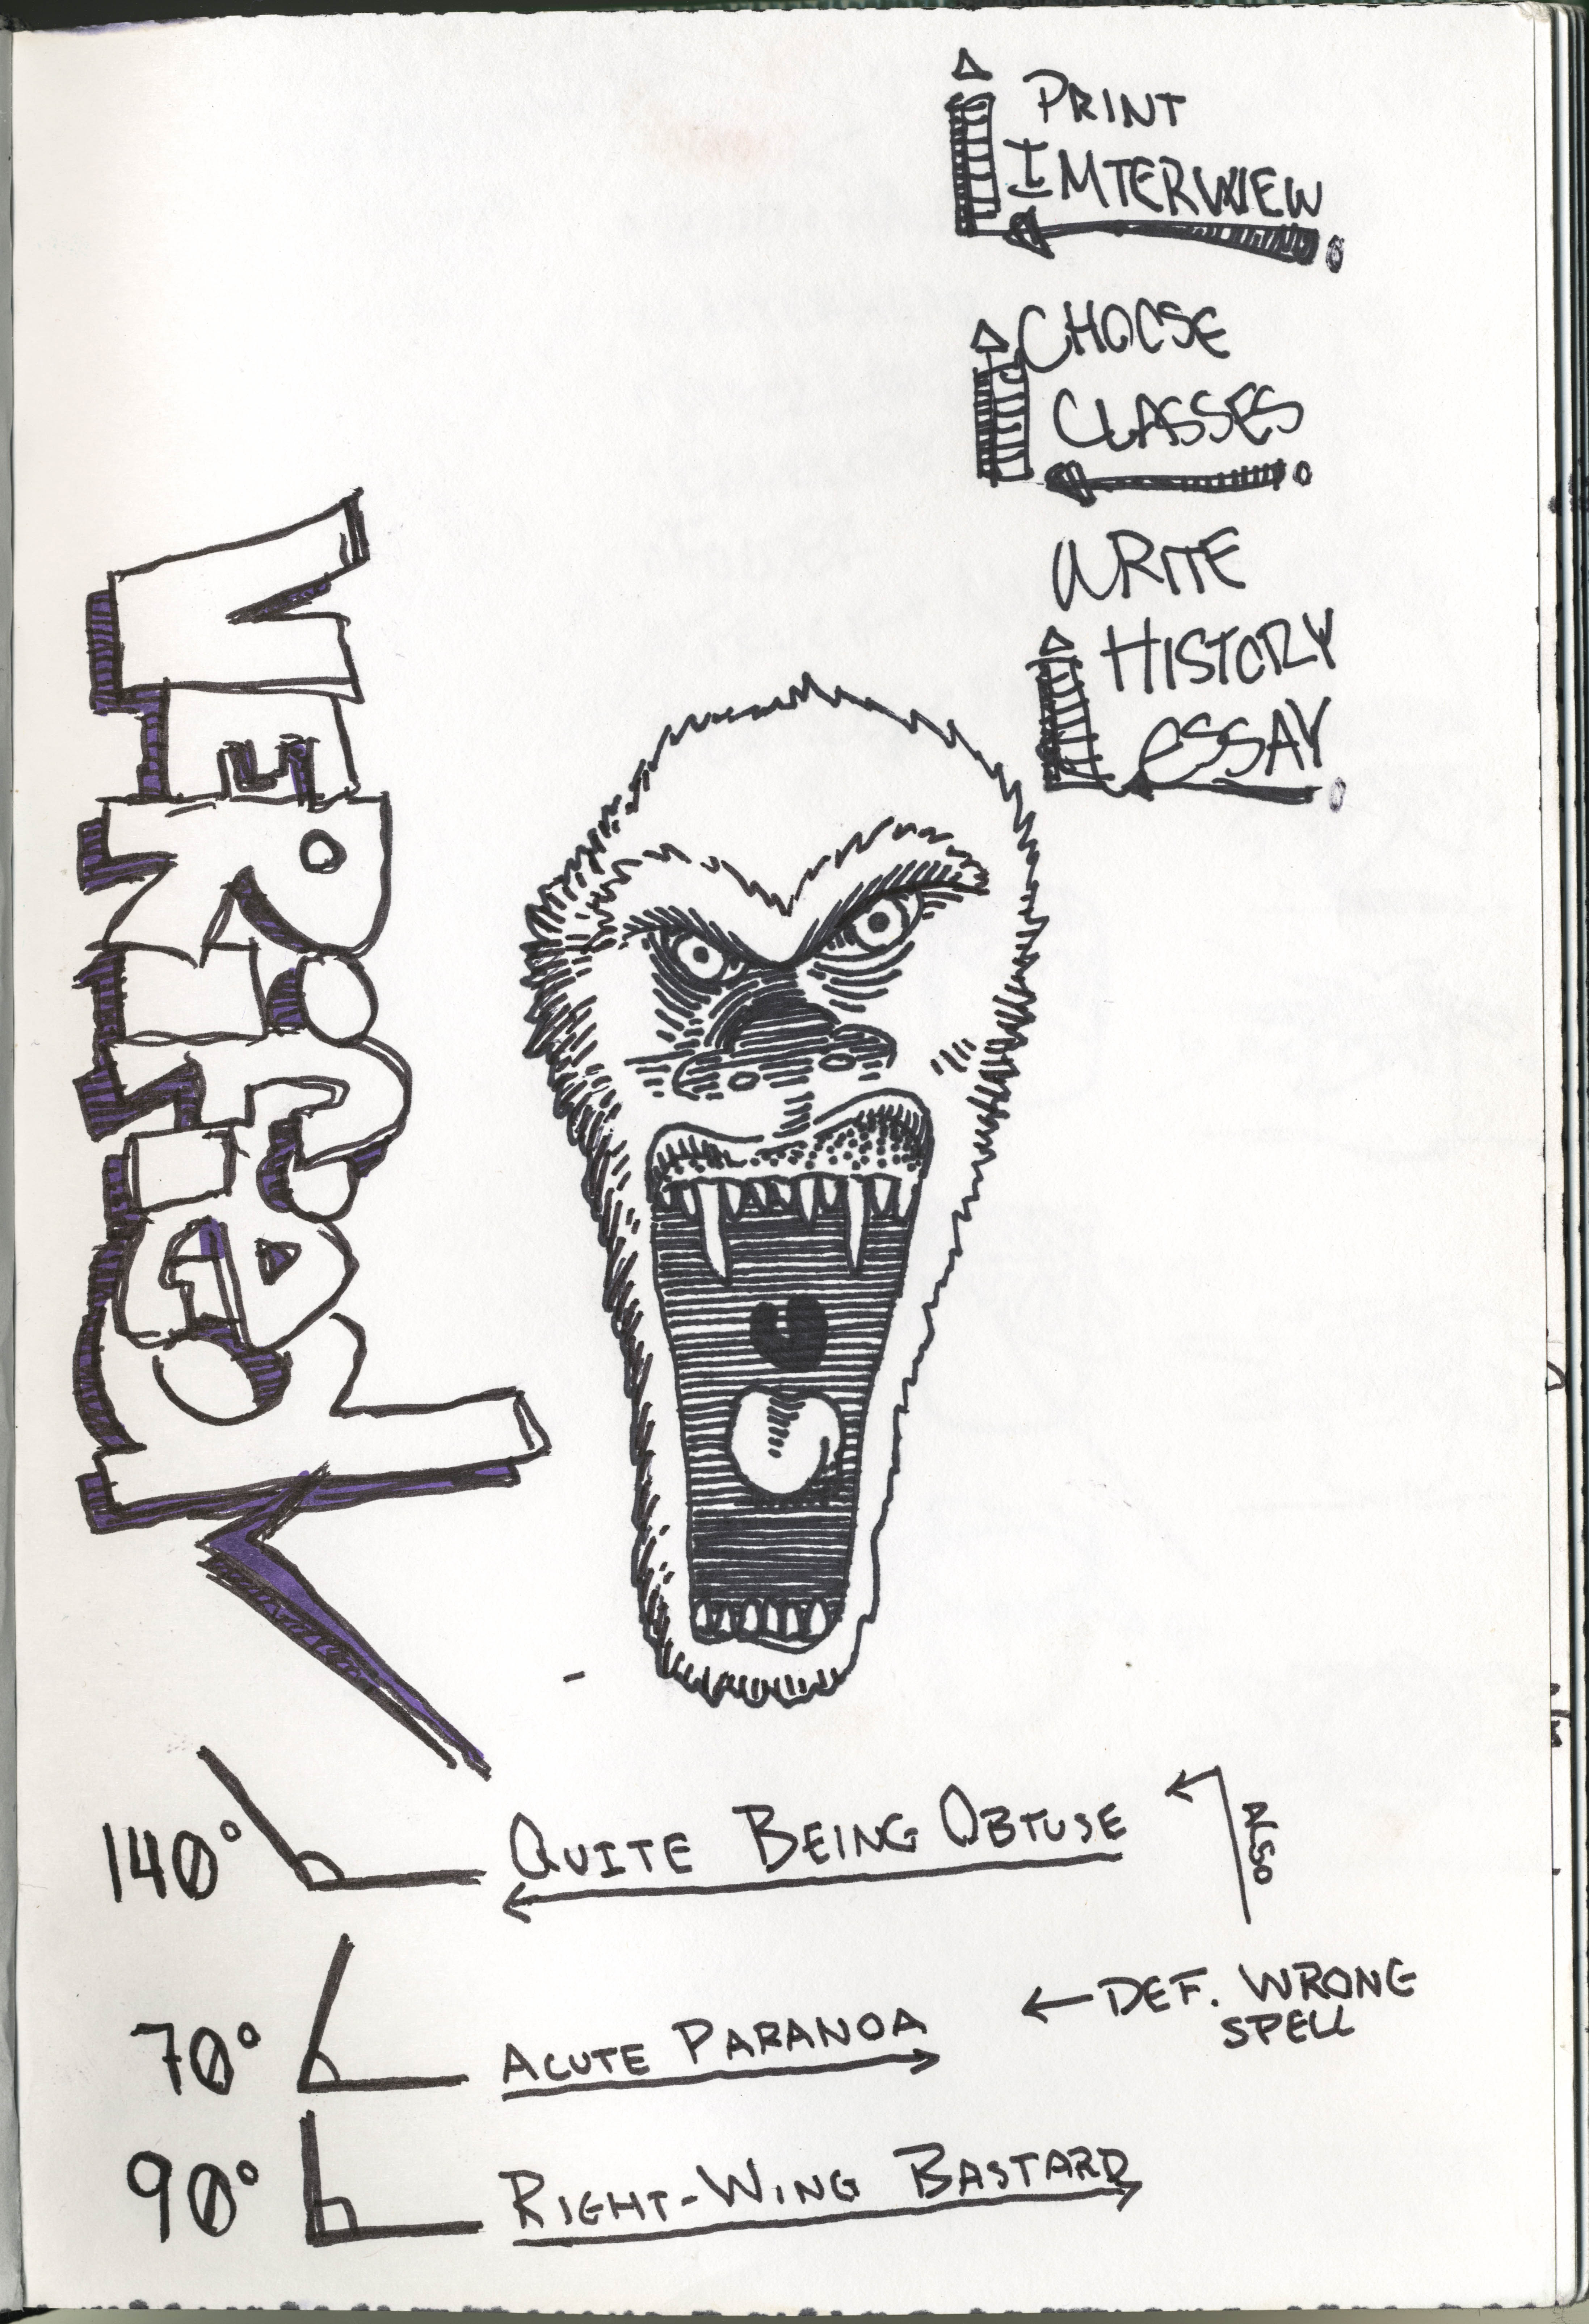 PRINT
IMTERVIEW
CHOOSE
CLASSES
WRITE
HISTORY
ESSAY
VERiFied
140° QUITE BEING OBTUSE
ALSO
70° ACUTE PARANOA
DEF. WRONG
SPELL
90° RIGHT-WING BASTARD